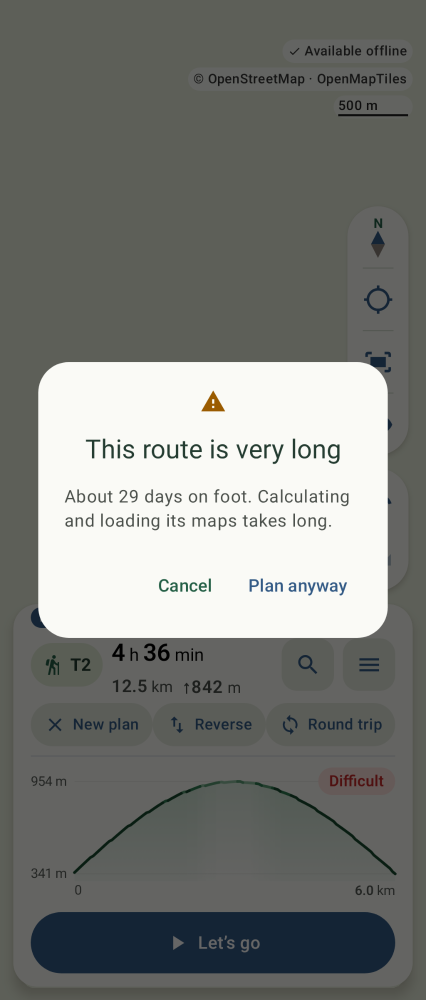 ✓ Available offline
© OpenStreetMap · OpenMapTiles
500 m
N
This route is very long
About 29 days on foot. Calculating
and loading its maps takes long.
Cancel
Plan anyway
T2
4 h 36 min
12.5 km ↑842 m
New plan
Reverse
Round trip
954 m
Difficult
341 m
0
6.0 km
Let’s go